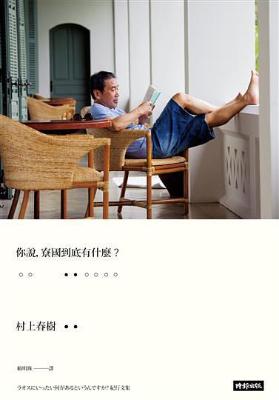 你說，寮國到底有什麼？
村上春樹
賴明珠——譯
ラオスにいったい何があるというんですか？紀行文集
時報出版